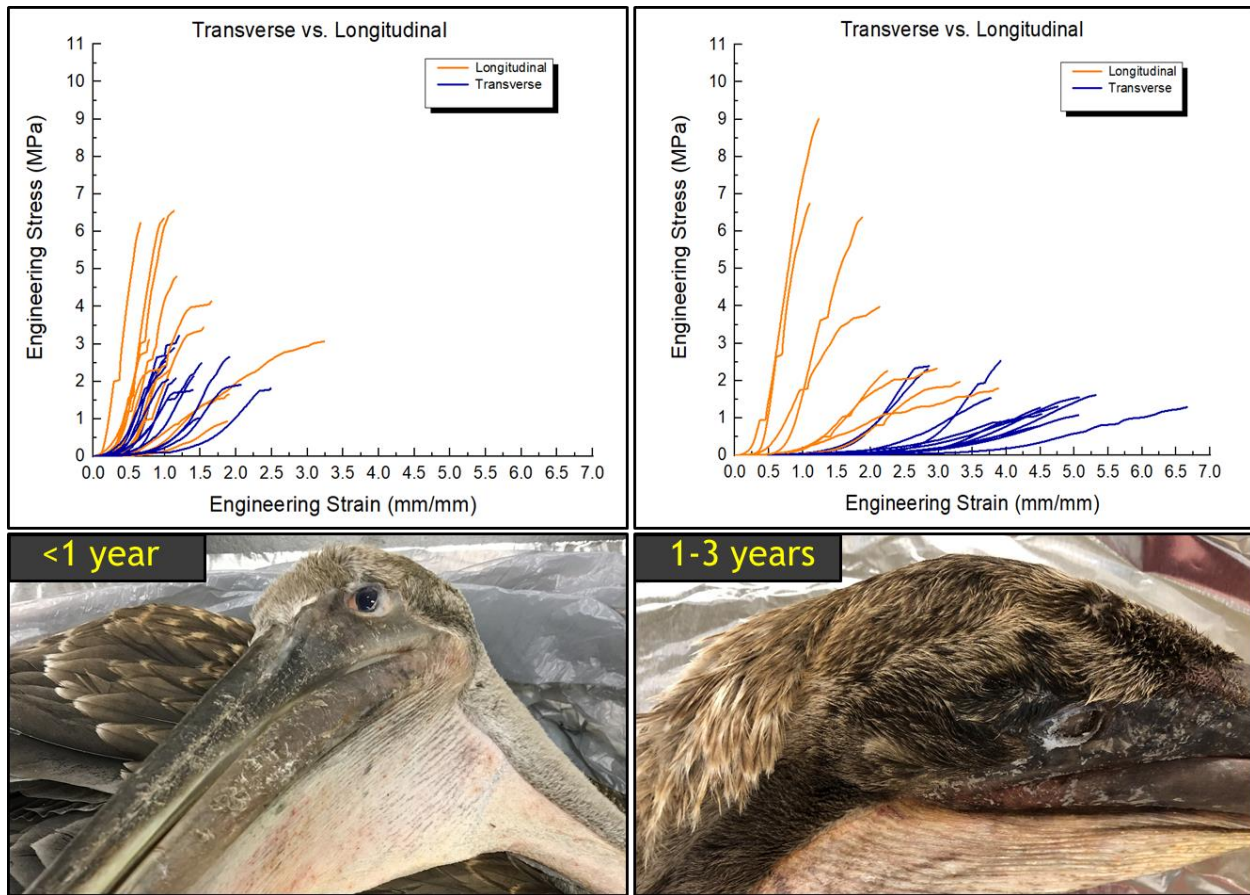 Transverse vs. Longitudinal
11
10
9
8
7
6
5
4
3
2
1
0
Engineering Stress (MPa)
Longitudinal
Transverse
0.0 0.5 1.0 1.5 2.0 2.5 3.0 3.5 4.0 4.5 5.0 5.5 6.0 7.0
Engineering Strain (mm/mm)
Transverse vs. Longitudinal
11
10
9
8
7
6
5
4
3
2
1
0
Engineering Stress (MPa)
Longitudinal
Transverse
0.0 0.5 1.0 1.5 2.0 2.5 3.0 3.5 4.0 4.5 5.0 5.5 6.0 7.0
Engineering Strain (mm/mm)
<1 year
1-3 years